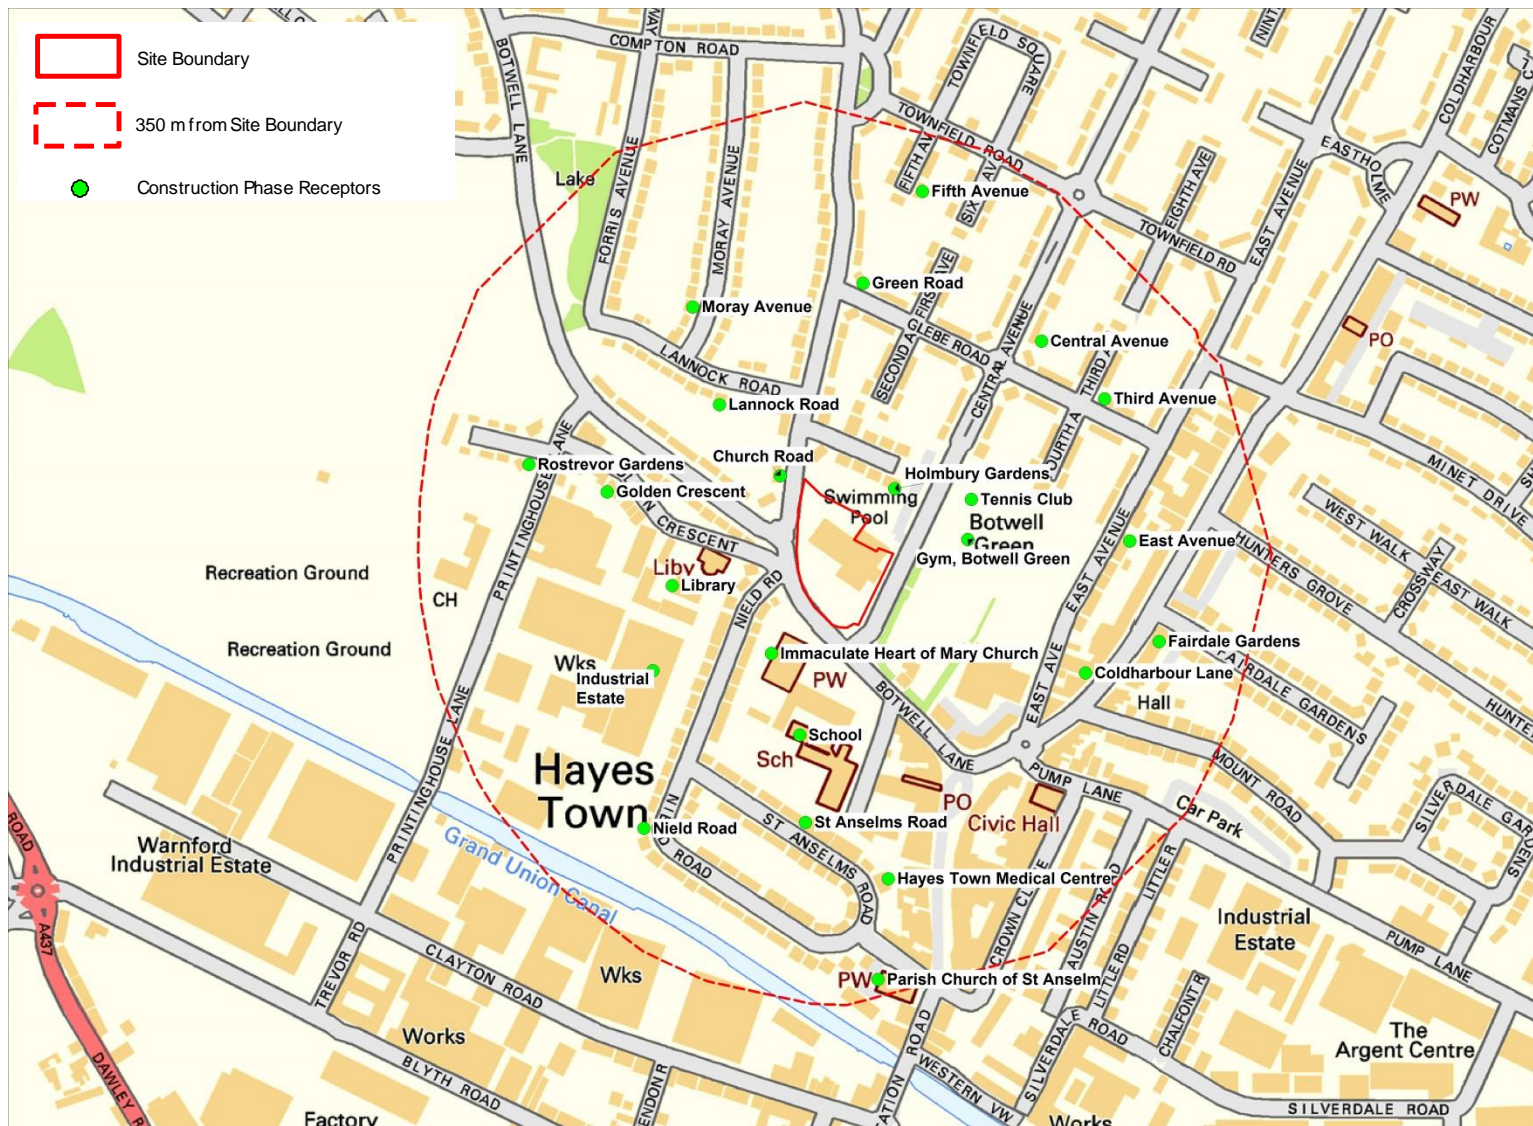 Site Boundary
350 m from Site Boundary
Construction Phase Receptors
BOTWELL LANE
COMPTON ROAD
TOWNFIELD SQUARE
COLDHARBOUR
COTMANS
TOWNFIELD ROAD
EASTHOLME
Lake
FORRIS AVENUE
MORAY AVENUE
FIFTH AV
Fifth Avenue
EIGHTH AVE
EAST AVENUE
PW
TOWNFIELD RD
Green Road
Moray Avenue
GLEBE ROAD
CENTRAL AVENUE
Central Avenue
PO
LANNOCK ROAD
Lannock Road
Third Avenue
Church Road
Rostrevor Gardens
Golden Crescent
Holmbury Gardens
Swimming
Pool
Tennis Club
Botwell
Green
Gym, Botwell Green
EAST AVENUE
East Avenue
MINET DRIVE
WEST WALK
EAST WALK
CROSSWAY
HUNTERS GROVE
PRINTINGHOUSE LANE
CRESCENT
Recreation Ground
CH
Liby
Library
NIELD RD
Recreation Ground
Wks
Industrial
Estate
Immaculate Heart of Mary Church
PW
Fairdale Gardens
FAIRDALE GARDENS
Coldharbour Lane
Hall
EAST AVE
BOTWELL LANE
School
Sch
PRINTINGHOUSE LANE
Hayes
Town
PO
Civic Hall
PUMP LANE
MOUNT ROAD
Car Park
Nield Road
St Anselms Road
ST ANSELMS ROAD
ROAD
Warnford
Industrial Estate
Grand Union Canal
Hayes Town Medical Centre
CROWN CL
AUSTIN ROAD
LITTLE R
LITTLE RD
Industrial
Estate
PUMP LANE
ROAD
A437
TREVOR RD
CLAYTON ROAD
Wks
PW
Parish Church of St Anselm
CHALFONT R
SILVERDALE ROAD
The
Argent Centre
Works
BLYTH ROAD
DAWLEY R
WESTERN VW
Factory
Works
SILVERDALE ROAD